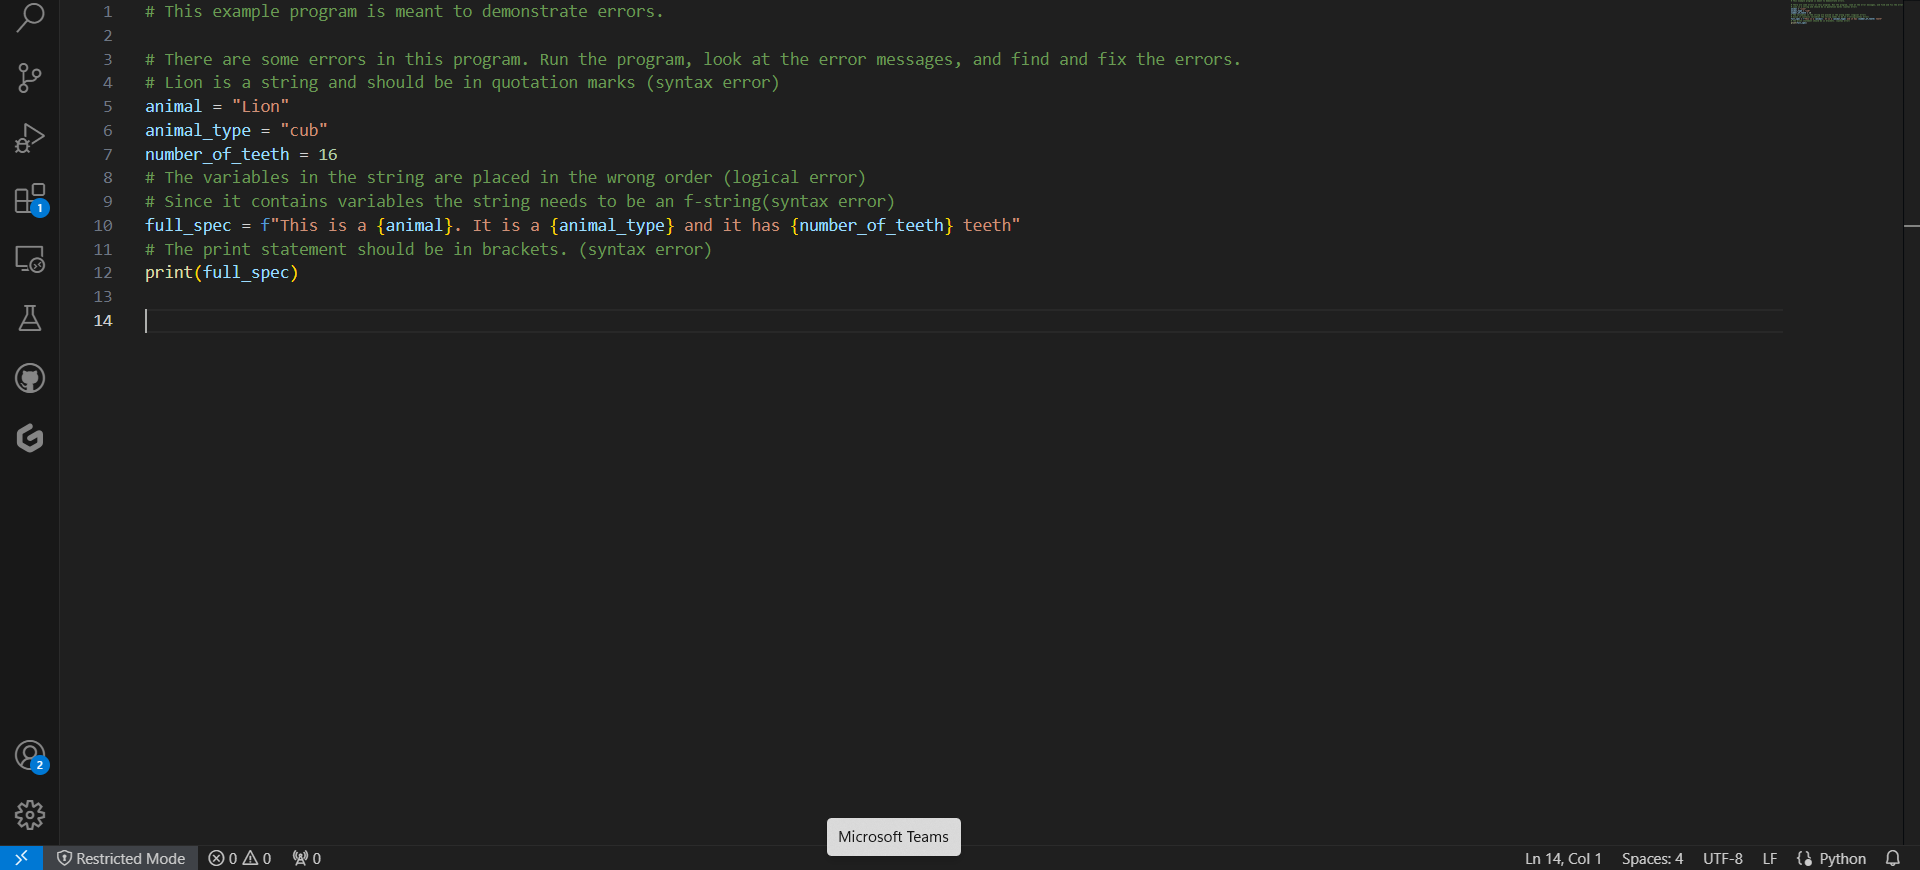 1 # This example program is meant to demonstrate errors.
2
3 # There are some errors in this program. Run the program, look at the error messages, and find and fix the errors.
4 # Lion is a string and should be in quotation marks (syntax error)
5 animal = "Lion"
6 animal_type = "cub"
7 number_of_teeth = 16
8 # The variables in the string are placed in the wrong order (logical error)
9 # Since it contains variables the string needs to be an f-string(syntax error)
10 full_spec = f"This is a {animal}. It is a {animal_type} and it has {number_of_teeth} teeth"
11 # The print statement should be in brackets. (syntax error)
12 print(full_spec)
13
14
1
2
Microsoft Teams
Restricted Mode 0 0 0 Ln 14, Col 1 Spaces: 4 UTF-8 LF Python